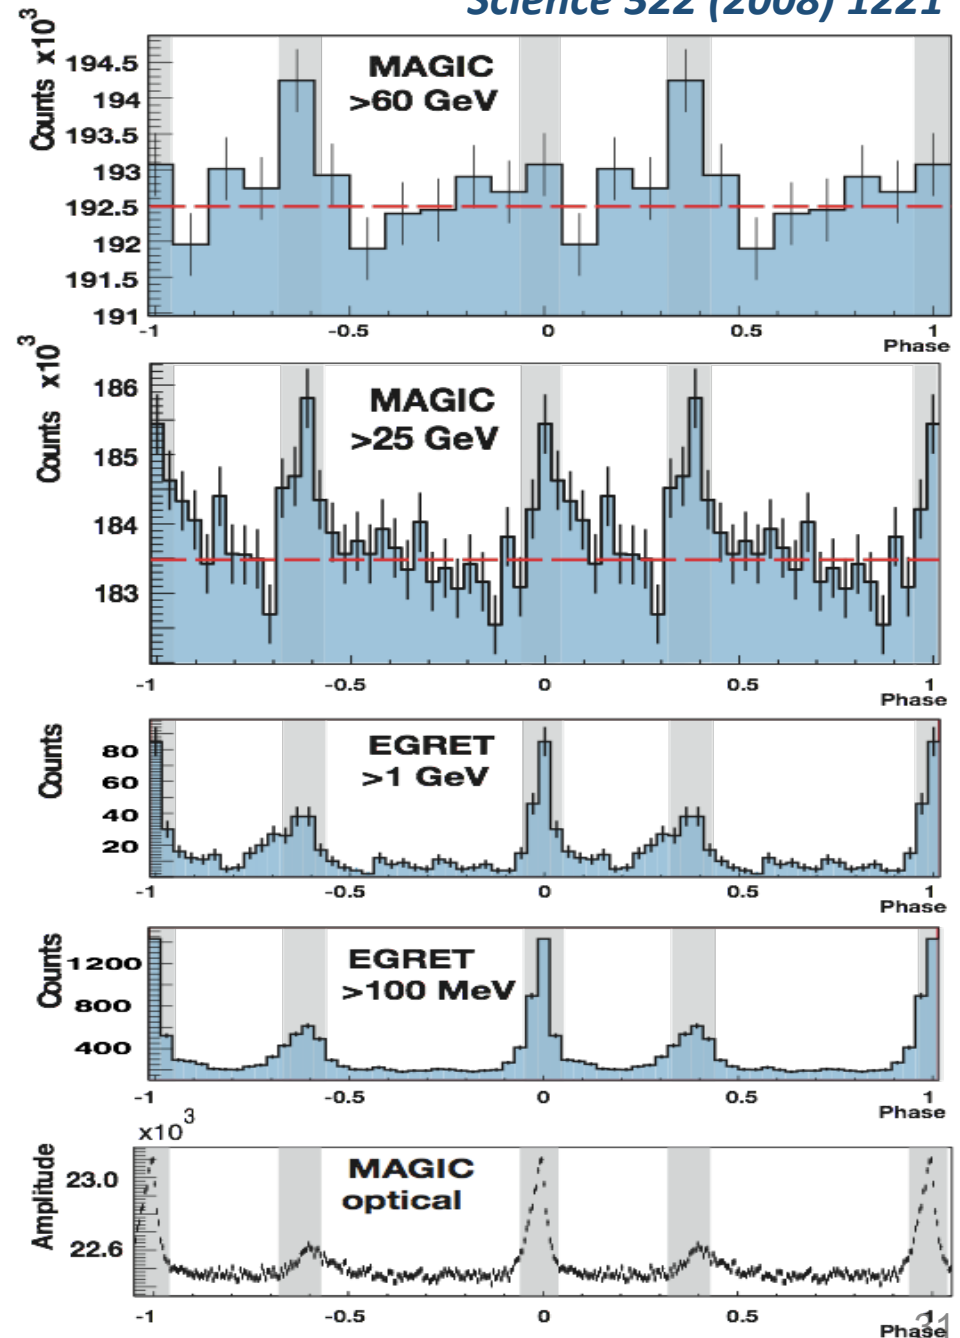 Science 322 (2008) 1221
Counts x10³
194.5
194
193.5
193
192.5
192
191.5
191
MAGIC
>60 GeV
-1 -0.5 0 0.5 1
Phase
Counts x10³
186
185
184
183
MAGIC
>25 GeV
-1 -0.5 0 0.5 1
Phase
Counts
80
60
40
20
EGRET
>1 GeV
-1 -0.5 0 0.5 1
Phase
Counts
1200
800
400
EGRET
>100 MeV
-1 -0.5 0 0.5 1
Phase
x10³
Amplitude
23.0
22.6
MAGIC
optical
-1 -0.5 0 0.5 1
Phase